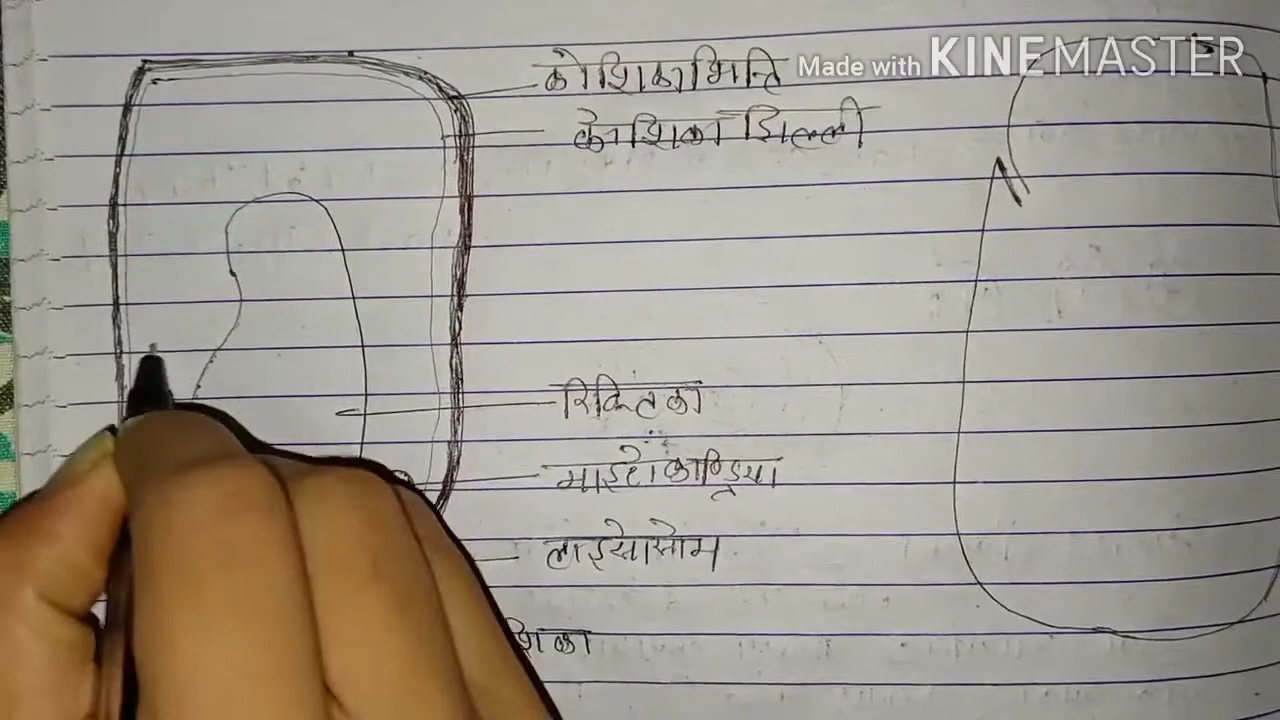 Made with KINEMASTER
कोशिकाभित्ति
कोशिका झिल्ली
रिक्तिका
माइटोकाण्ड्रिया
लाइसोसोम
शिका